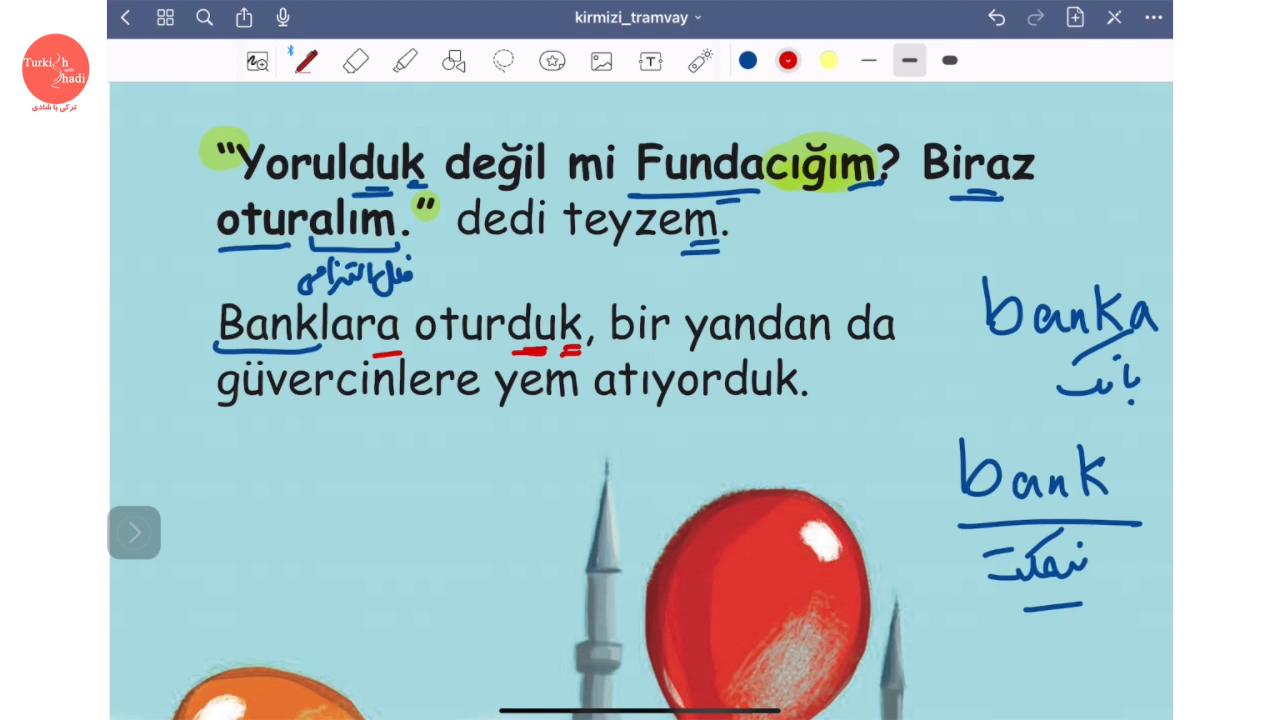 kirmizi_tramvay
Turkish
with
Shadi
ترکی با شادی
"Yorulduk değil mi Fundacığım? Biraz
oturalım." dedi teyzem.
فعل التزامی
Banklara oturduk, bir yandan da
güvercinlere yem atıyorduk.
banka
بانک
bank
نیمکت